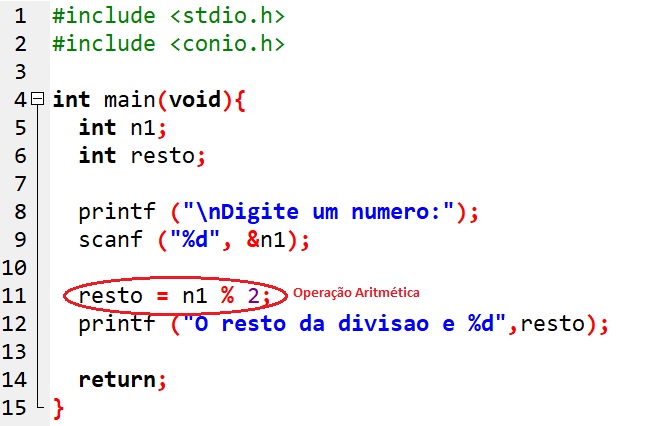 1 #include <stdio.h>
2 #include <conio.h>
3
4 int main(void){
5 int n1;
6 int resto;
7
8 printf ("\nDigite um numero:");
9 scanf ("%d", &n1);
10
11 resto = n1 % 2; Operação Aritmética
12 printf ("O resto da divisao e %d",resto);
13
14 return;
15 }